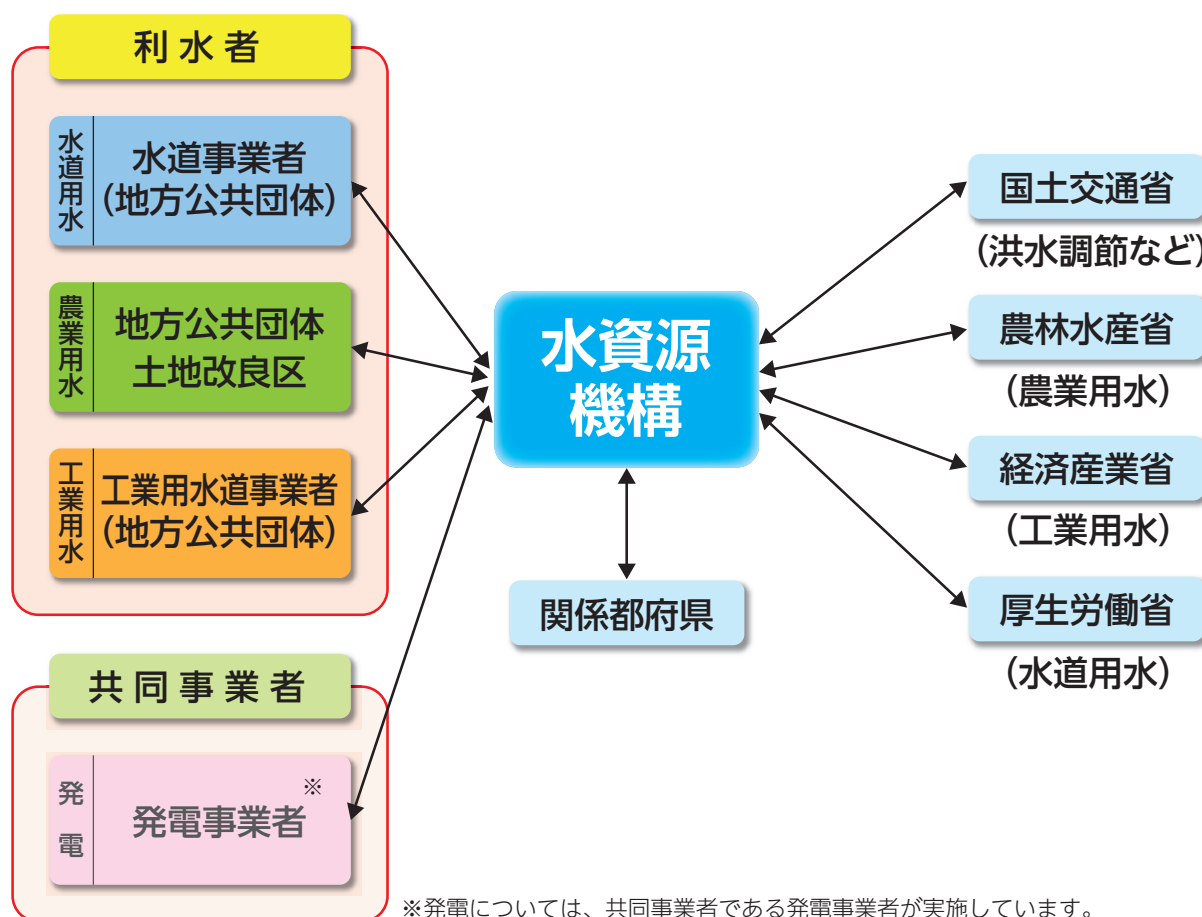 利水者
水道用水
水道事業者
(地方公共団体)
農業用水
地方公共団体
土地改良区
工業用水
工業用水道事業者
(地方公共団体)
共同事業者
発電
※
発電事業者
水資源
機構
関係都府県
国土交通省
(洪水調節など)
農林水産省
(農業用水)
経済産業省
(工業用水)
厚生労働省
(水道用水)
※発電については、共同事業者である発電事業者が実施しています。